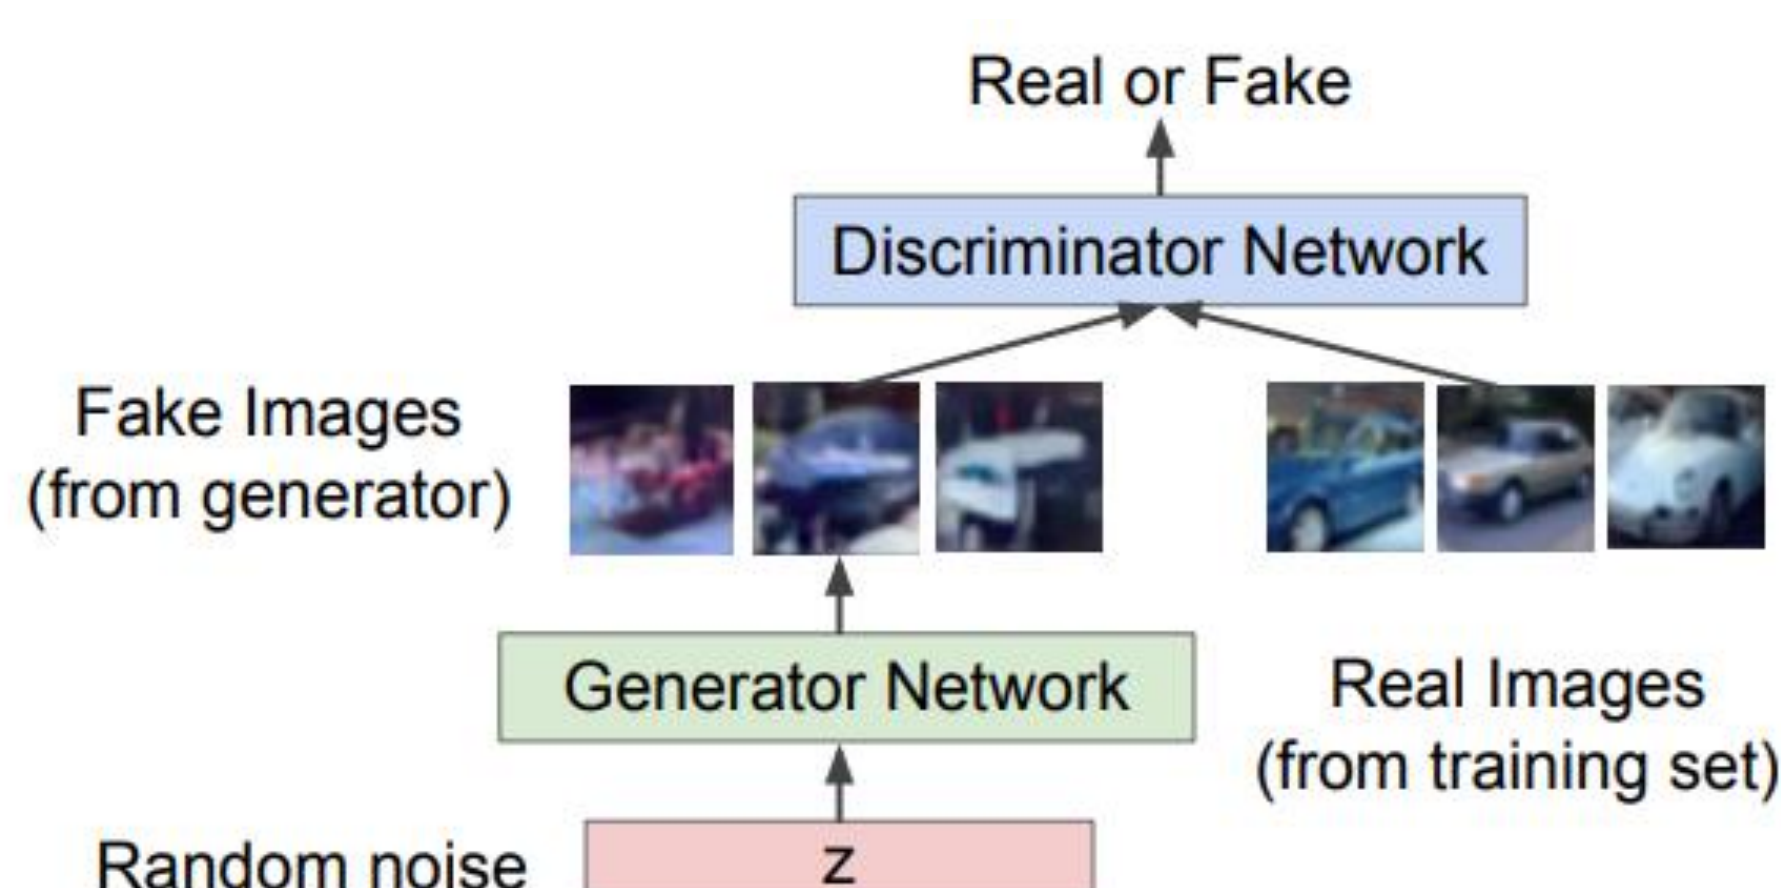 Real or Fake
Discriminator Network
Fake Images
(from generator)
Generator Network
Real Images
(from training set)
Random noise
z